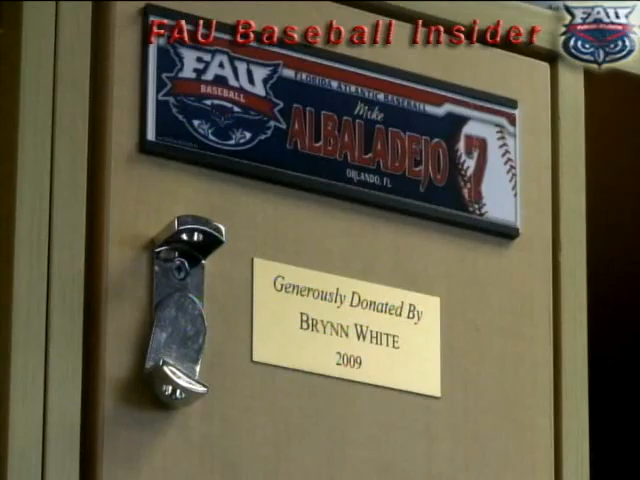 FAU Baseball Insider
FAU
FAU
BASEBALL
FLORIDA ATLANTIC BASEBALL
Mike
ALBALADEJO
ORLANDO, FL
7
Generously Donated By
BRYNN WHITE
2009